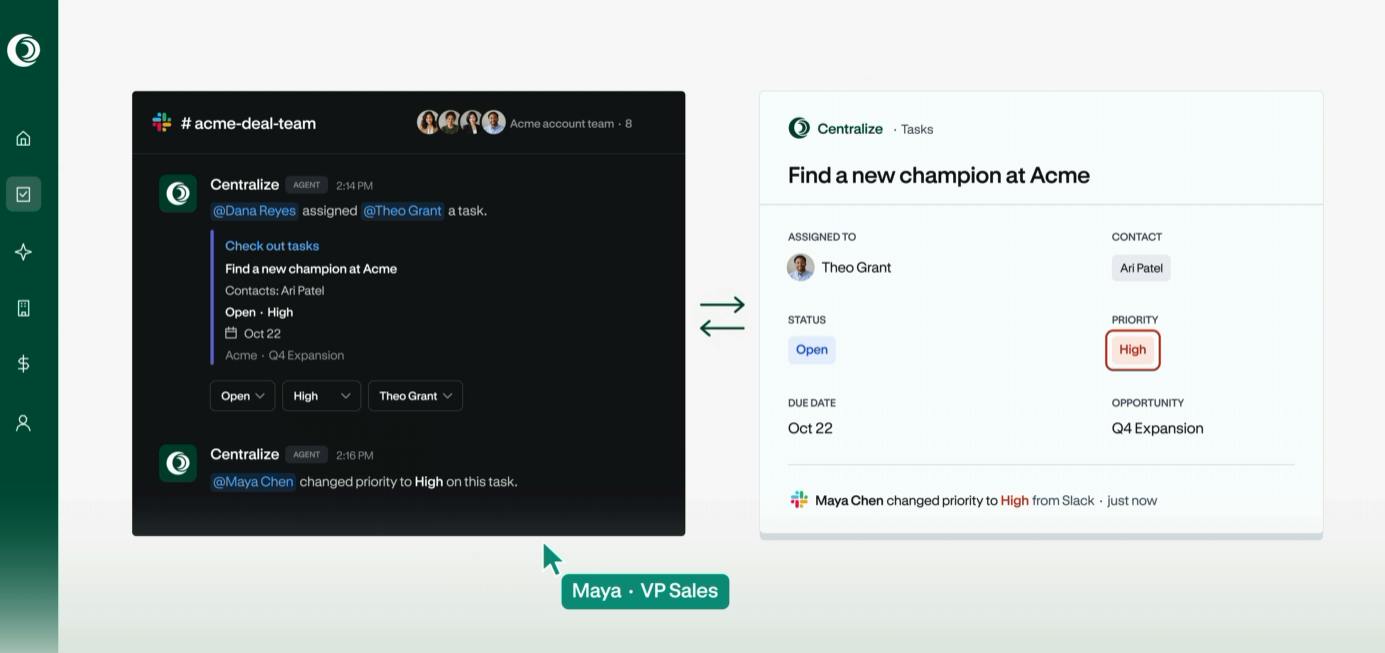 # acme-deal-team
Acme account team · 8
Centralize AGENT 2:14 PM
@Dana Reyes assigned @Theo Grant a task.
Check out tasks
Find a new champion at Acme
Contacts: Ari Patel
Open · High
Oct 22
Acme · Q4 Expansion
Open
High
Theo Grant
Centralize AGENT 2:16 PM
@Maya Chen changed priority to High on this task.
Maya · VP Sales
Centralize · Tasks
Find a new champion at Acme
ASSIGNED TO
Theo Grant
CONTACT
Ari Patel
STATUS
Open
PRIORITY
High
DUE DATE
Oct 22
OPPORTUNITY
Q4 Expansion
Maya Chen changed priority to High from Slack · just now